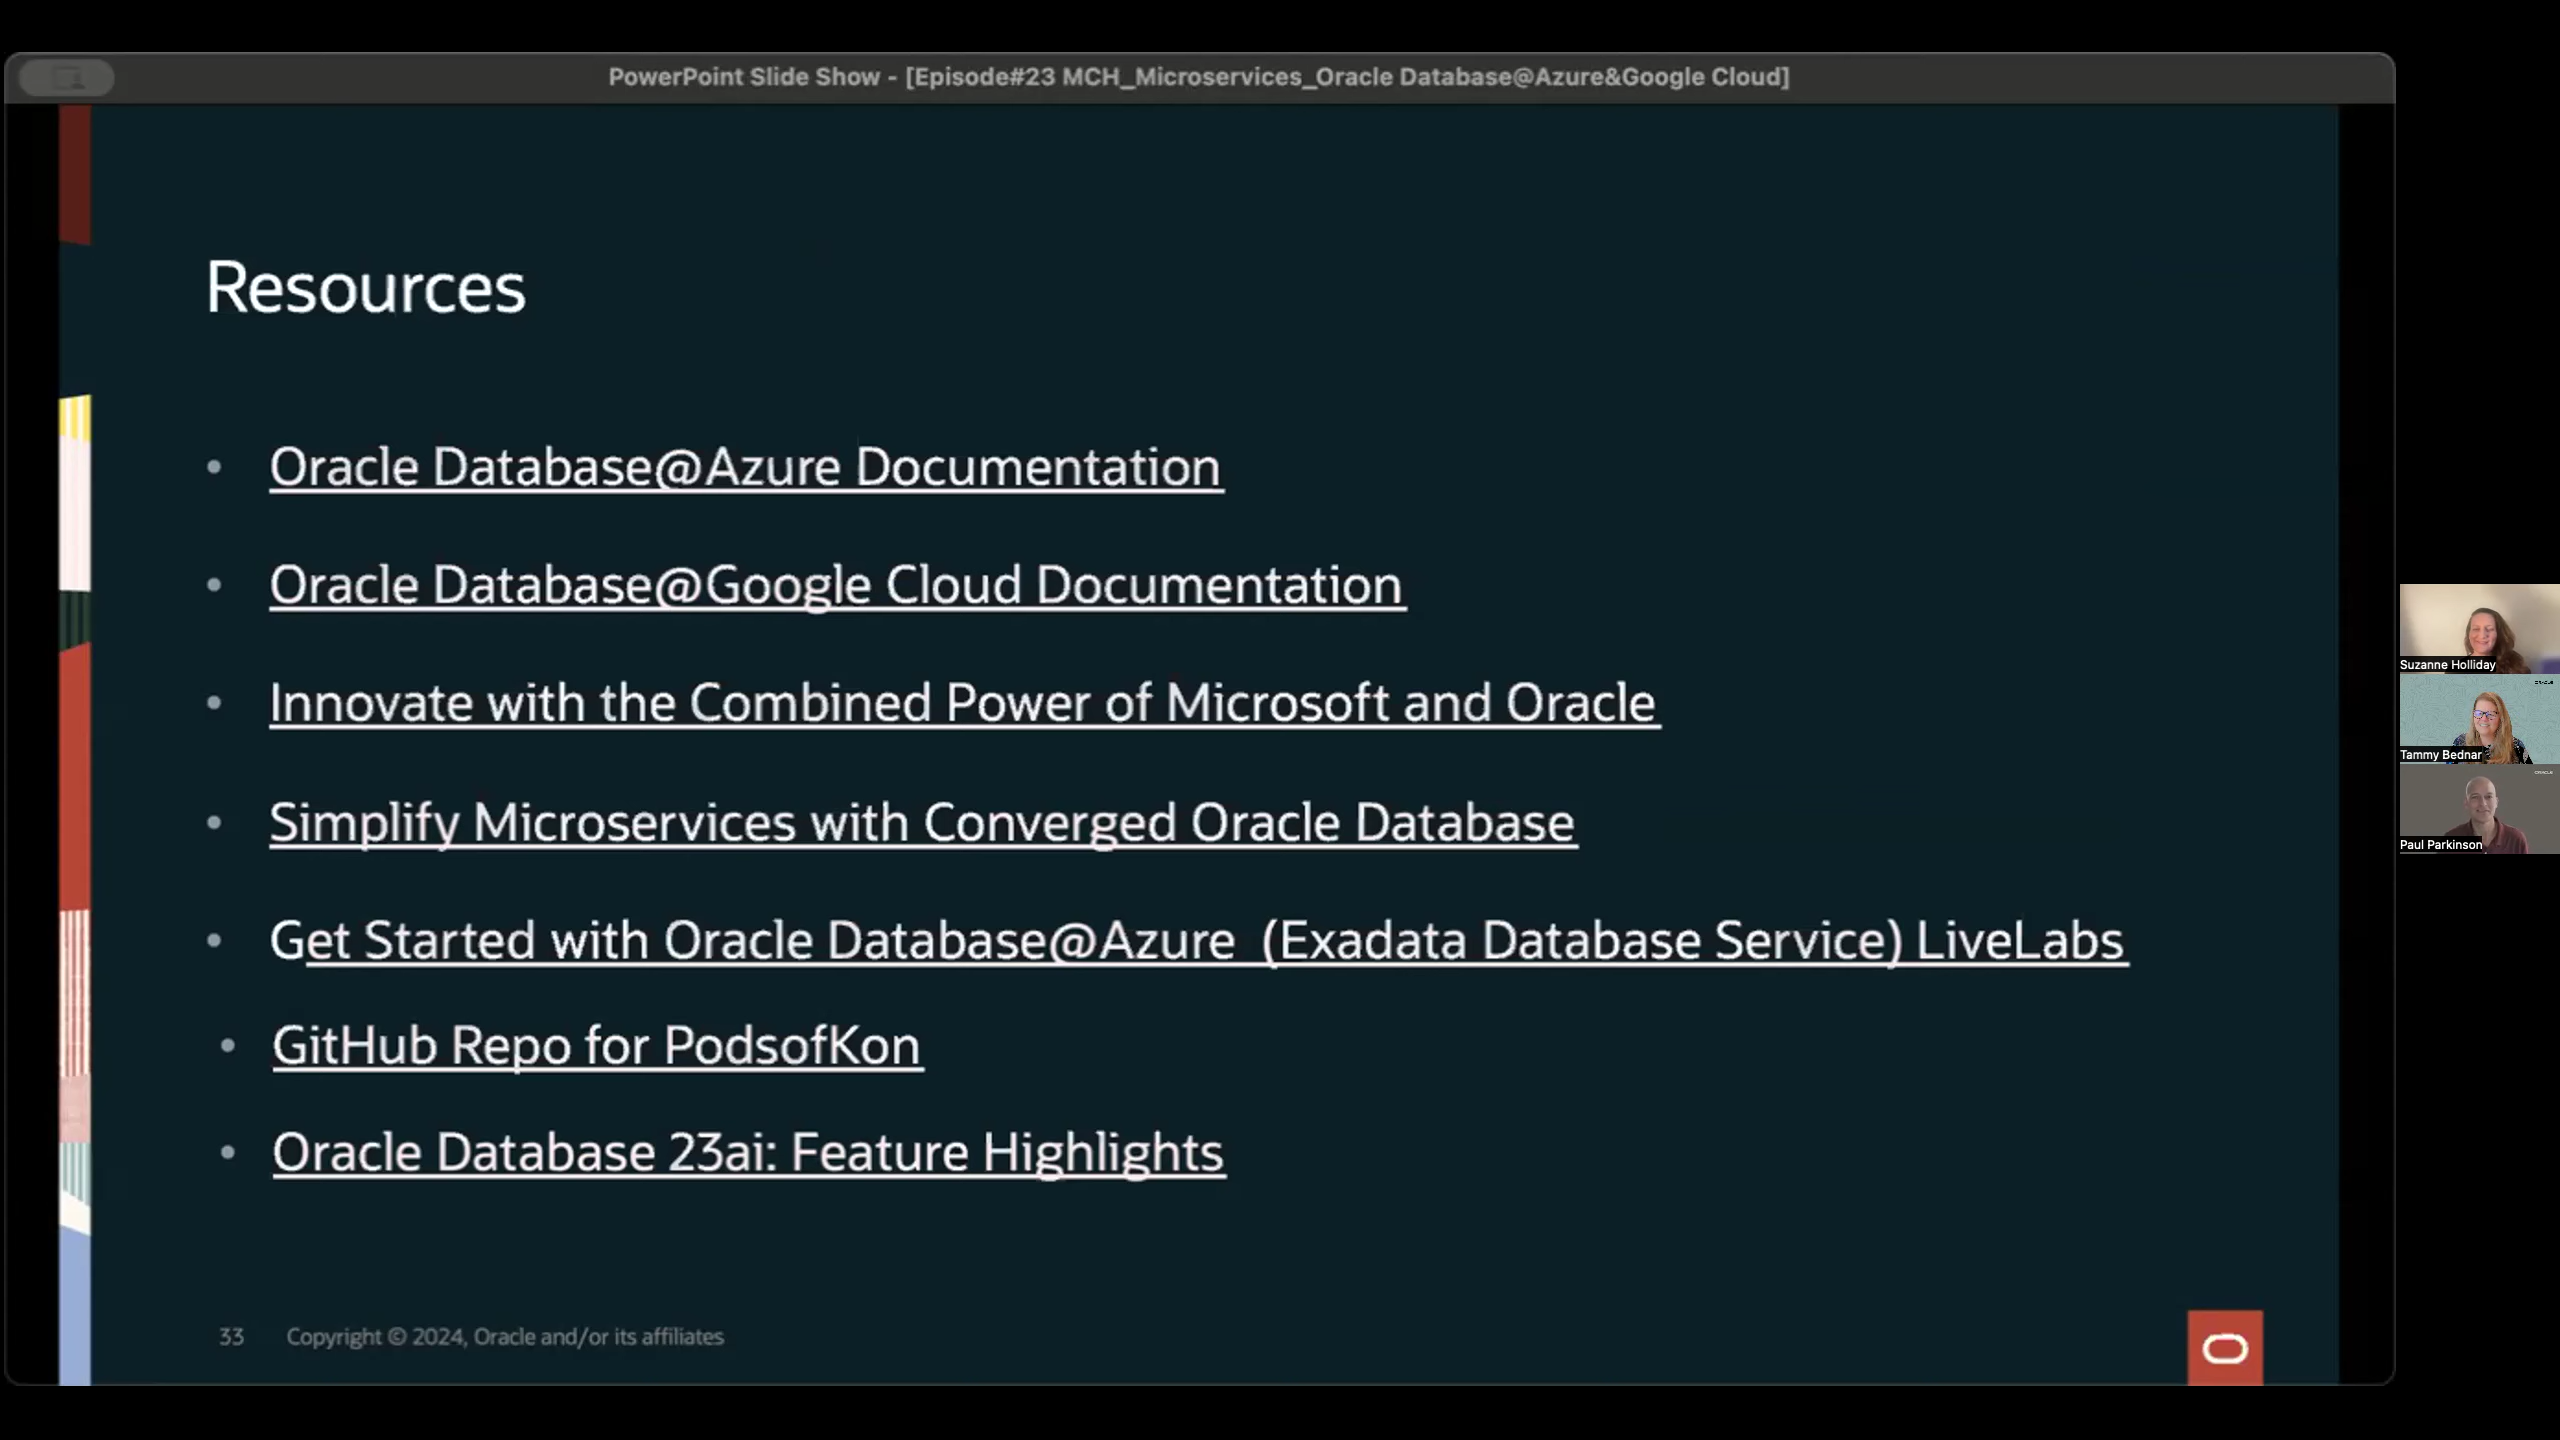 PowerPoint Slide Show - [Episode#23 MCH_Microservices_Oracle Database@Azure&Google Cloud]
Resources
• Oracle Database@Azure Documentation
• Oracle Database@Google Cloud Documentation
• Innovate with the Combined Power of Microsoft and Oracle
• Simplify Microservices with Converged Oracle Database
• Get Started with Oracle Database@Azure  (Exadata Database Service) LiveLabs
• GitHub Repo for PodsofKon
• Oracle Database 23ai: Feature Highlights
33 Copyright © 2024, Oracle and/or its affiliates
Suzanne Holliday
ORACLE
Tammy Bednar
ORACLE
Paul Parkinson